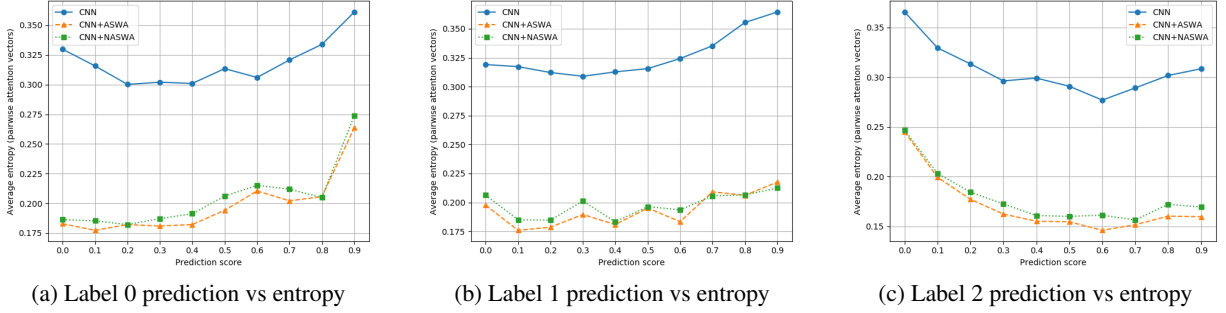 CNN
CNN+ASWA
CNN+NASWA
Average entropy (pairwise attention vectors)
0.350
0.325
0.300
0.275
0.250
0.225
0.200
0.175
0.0 0.1 0.2 0.3 0.4 0.5 0.6 0.7 0.8 0.9
Prediction score
(a) Label 0 prediction vs entropy
CNN
CNN+ASWA
CNN+NASWA
Average entropy (pairwise attention vectors)
0.350
0.325
0.300
0.275
0.250
0.225
0.200
0.175
0.0 0.1 0.2 0.3 0.4 0.5 0.6 0.7 0.8 0.9
Prediction score
(b) Label 1 prediction vs entropy
CNN
CNN+ASWA
CNN+NASWA
Average entropy (pairwise attention vectors)
0.35
0.30
0.25
0.20
0.15
0.0 0.1 0.2 0.3 0.4 0.5 0.6 0.7 0.8 0.9
Prediction score
(c) Label 2 prediction vs entropy